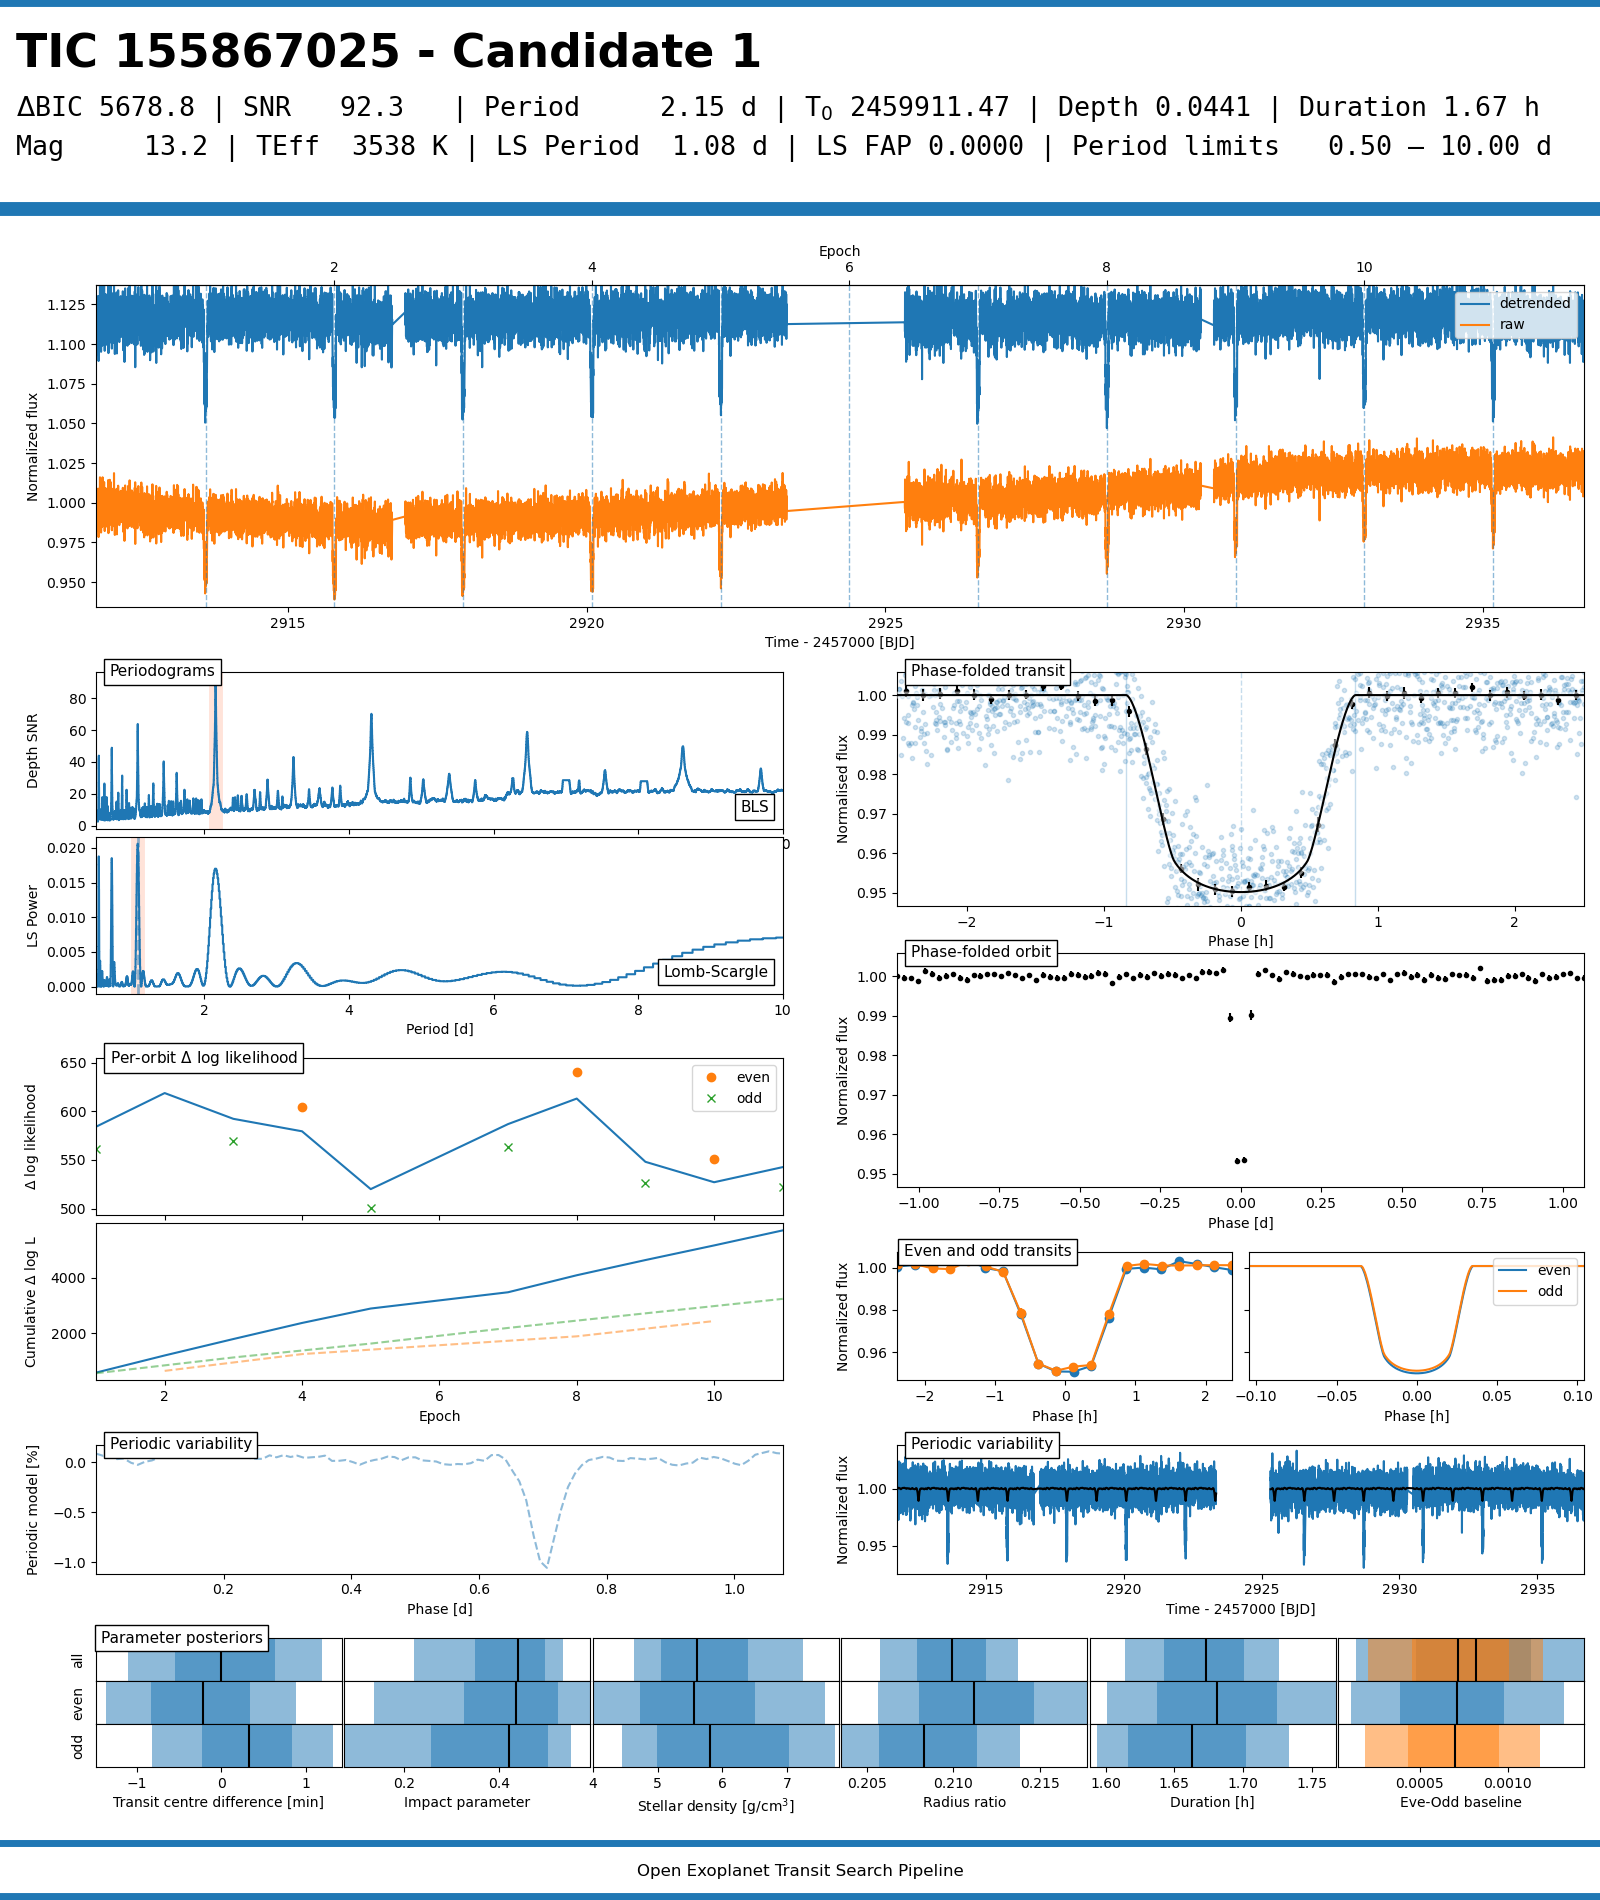 TIC 155867025 - Candidate 1
ΔBIC 5678.8 | SNR 92.3 | Period 2.15 d | T0 2459911.47 | Depth 0.0441 | Duration 1.67 h
Mag 13.2 | TEff 3538 K | LS Period 1.08 d | LS FAP 0.0000 | Period limits 0.50 — 10.00 d
Epoch
2 4 6 8 10
detrended
raw
Normalized flux
1.125
1.100
1.075
1.050
1.025
1.000
0.975
0.950
2915 2920 2925 2930 2935
Time - 2457000 [BJD]
Periodograms
Depth SNR
80
60
40
20
0
BLS
0
LS Power
0.020
0.015
0.010
0.005
0.000
Lomb-Scargle
2 4 6 8 10
Period [d]
Phase-folded transit
Normalised flux
1.00
0.99
0.98
0.97
0.96
0.95
−2 −1 0 1 2
Phase [h]
Phase-folded orbit
Normalized flux
1.00
0.99
0.98
0.97
0.96
0.95
−1.00 −0.75 −0.50 −0.25 0.00 0.25 0.50 0.75 1.00
Phase [d]
Per-orbit Δ log likelihood
Δ log likelihood
650
600
550
500
even
odd
Cumulative Δ log L
4000
2000
2 4 6 8 10
Epoch
Even and odd transits
Normalized flux
1.00
0.98
0.96
−2 −1 0 1 2
Phase [h]
even
odd
−0.10 −0.05 0.00 0.05 0.10
Phase [h]
Periodic variability
Periodic model [%]
0.0
−0.5
−1.0
0.2 0.4 0.6 0.8 1.0
Phase [d]
Periodic variability
Normalized flux
1.00
0.95
2915 2920 2925 2930 2935
Time - 2457000 [BJD]
Parameter posteriors
all
even
odd
−1 0 1
Transit centre difference [min]
0.2 0.4
Impact parameter
4 5 6 7
Stellar density [g/cm3]
0.205 0.210 0.215
Radius ratio
1.60 1.65 1.70 1.75
Duration [h]
0.0005 0.0010
Eve-Odd baseline
Open Exoplanet Transit Search Pipeline